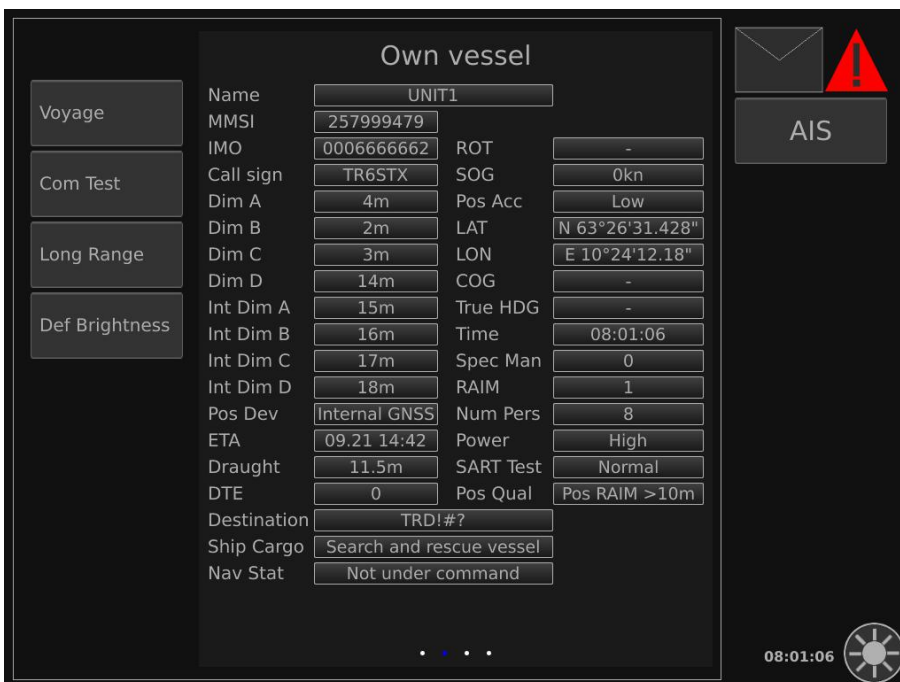 Own vessel
Voyage
Com Test
Long Range
Def Brightness
Name UNIT1
MMSI 257999479
IMO 0006666662 ROT -
Call sign TR6STX SOG 0kn
Dim A 4m Pos Acc Low
Dim B 2m LAT N 63°26'31.428"
Dim C 3m LON E 10°24'12.18"
Dim D 14m COG -
Int Dim A 15m True HDG -
Int Dim B 16m Time 08:01:06
Int Dim C 17m Spec Man 0
Int Dim D 18m RAIM 1
Pos Dev Internal GNSS Num Pers 8
ETA 09.21 14:42 Power High
Draught 11.5m SART Test Normal
DTE 0 Pos Qual Pos RAIM >10m
Destination TRD!#?
Ship Cargo Search and rescue vessel
Nav Stat Not under command
!
AIS
08:01:06